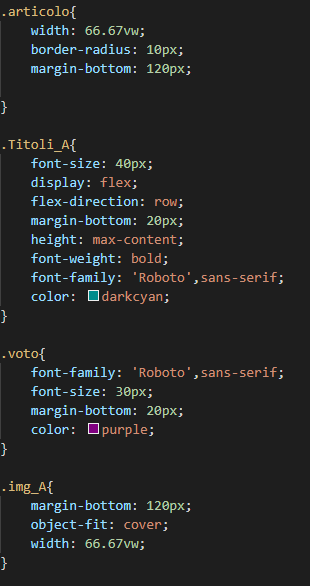 .articolo{
width: 66.67vw;
border-radius: 10px;
margin-bottom: 120px;
}
.Titoli_A{
font-size: 40px;
display: flex;
flex-direction: row;
margin-bottom: 20px;
height: max-content;
font-weight: bold;
font-family: 'Roboto',sans-serif;
color: darkcyan;
}
.voto{
font-family: 'Roboto',sans-serif;
font-size: 30px;
margin-bottom: 20px;
color: purple;
}
.img_A{
margin-bottom: 120px;
object-fit: cover;
width: 66.67vw;
}